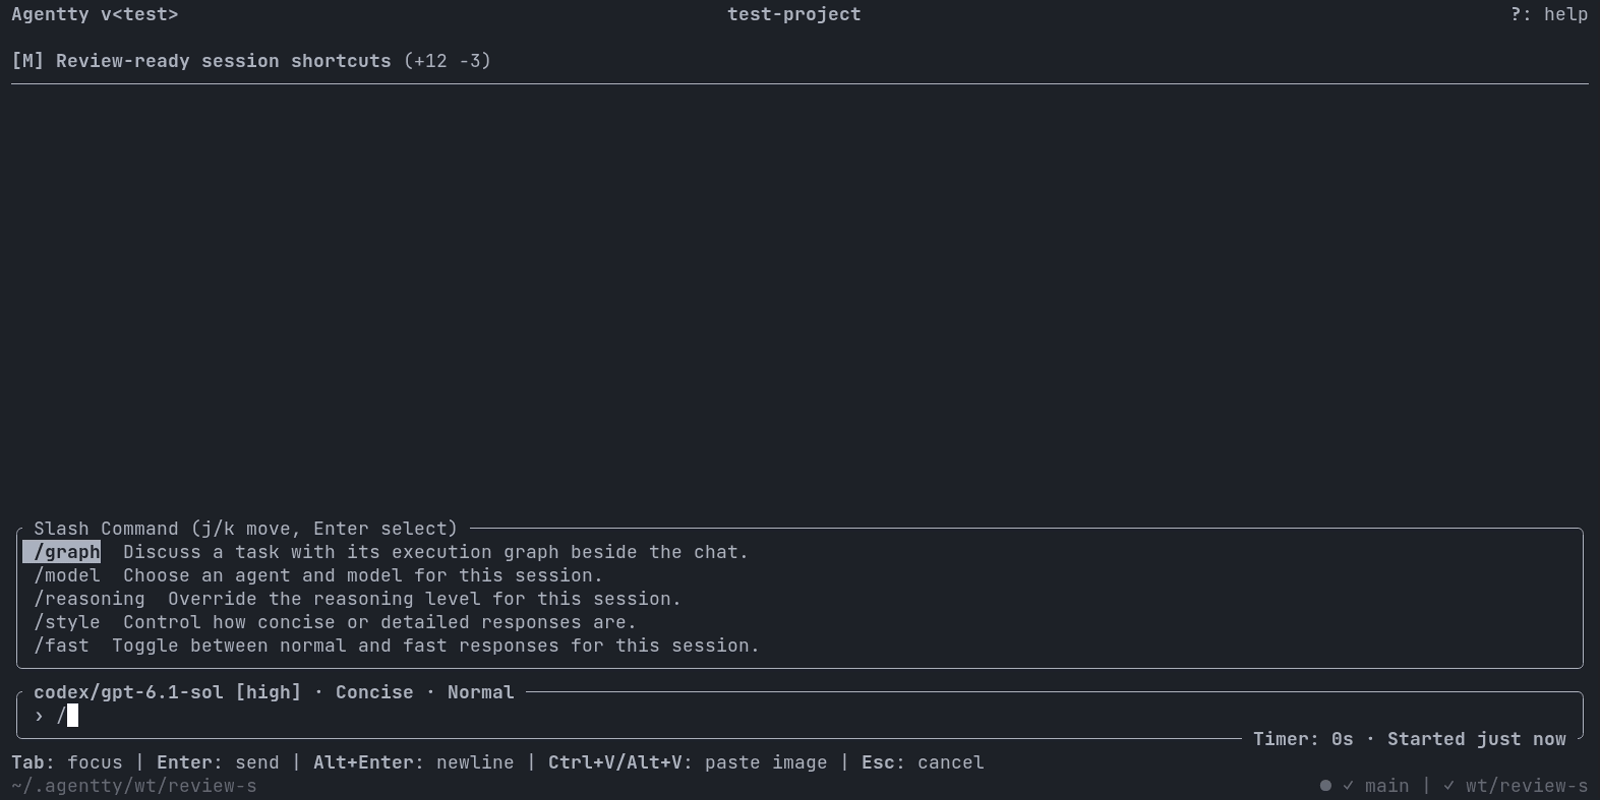 Agentty v<test> test-project ?: help
[M] Review-ready session shortcuts (+12 -3)
Slash Command (j/k move, Enter select)
/graph  Discuss a task with its execution graph beside the chat.
/model  Choose an agent and model for this session.
/reasoning  Override the reasoning level for this session.
/style  Control how concise or detailed responses are.
/fast  Toggle between normal and fast responses for this session.
codex/gpt-6.1-sol [high] · Concise · Normal
› /
Timer: 0s · Started just now
Tab: focus | Enter: send | Alt+Enter: newline | Ctrl+V/Alt+V: paste image | Esc: cancel
~/.agentty/wt/review-s ● ✓ main | ✓ wt/review-s